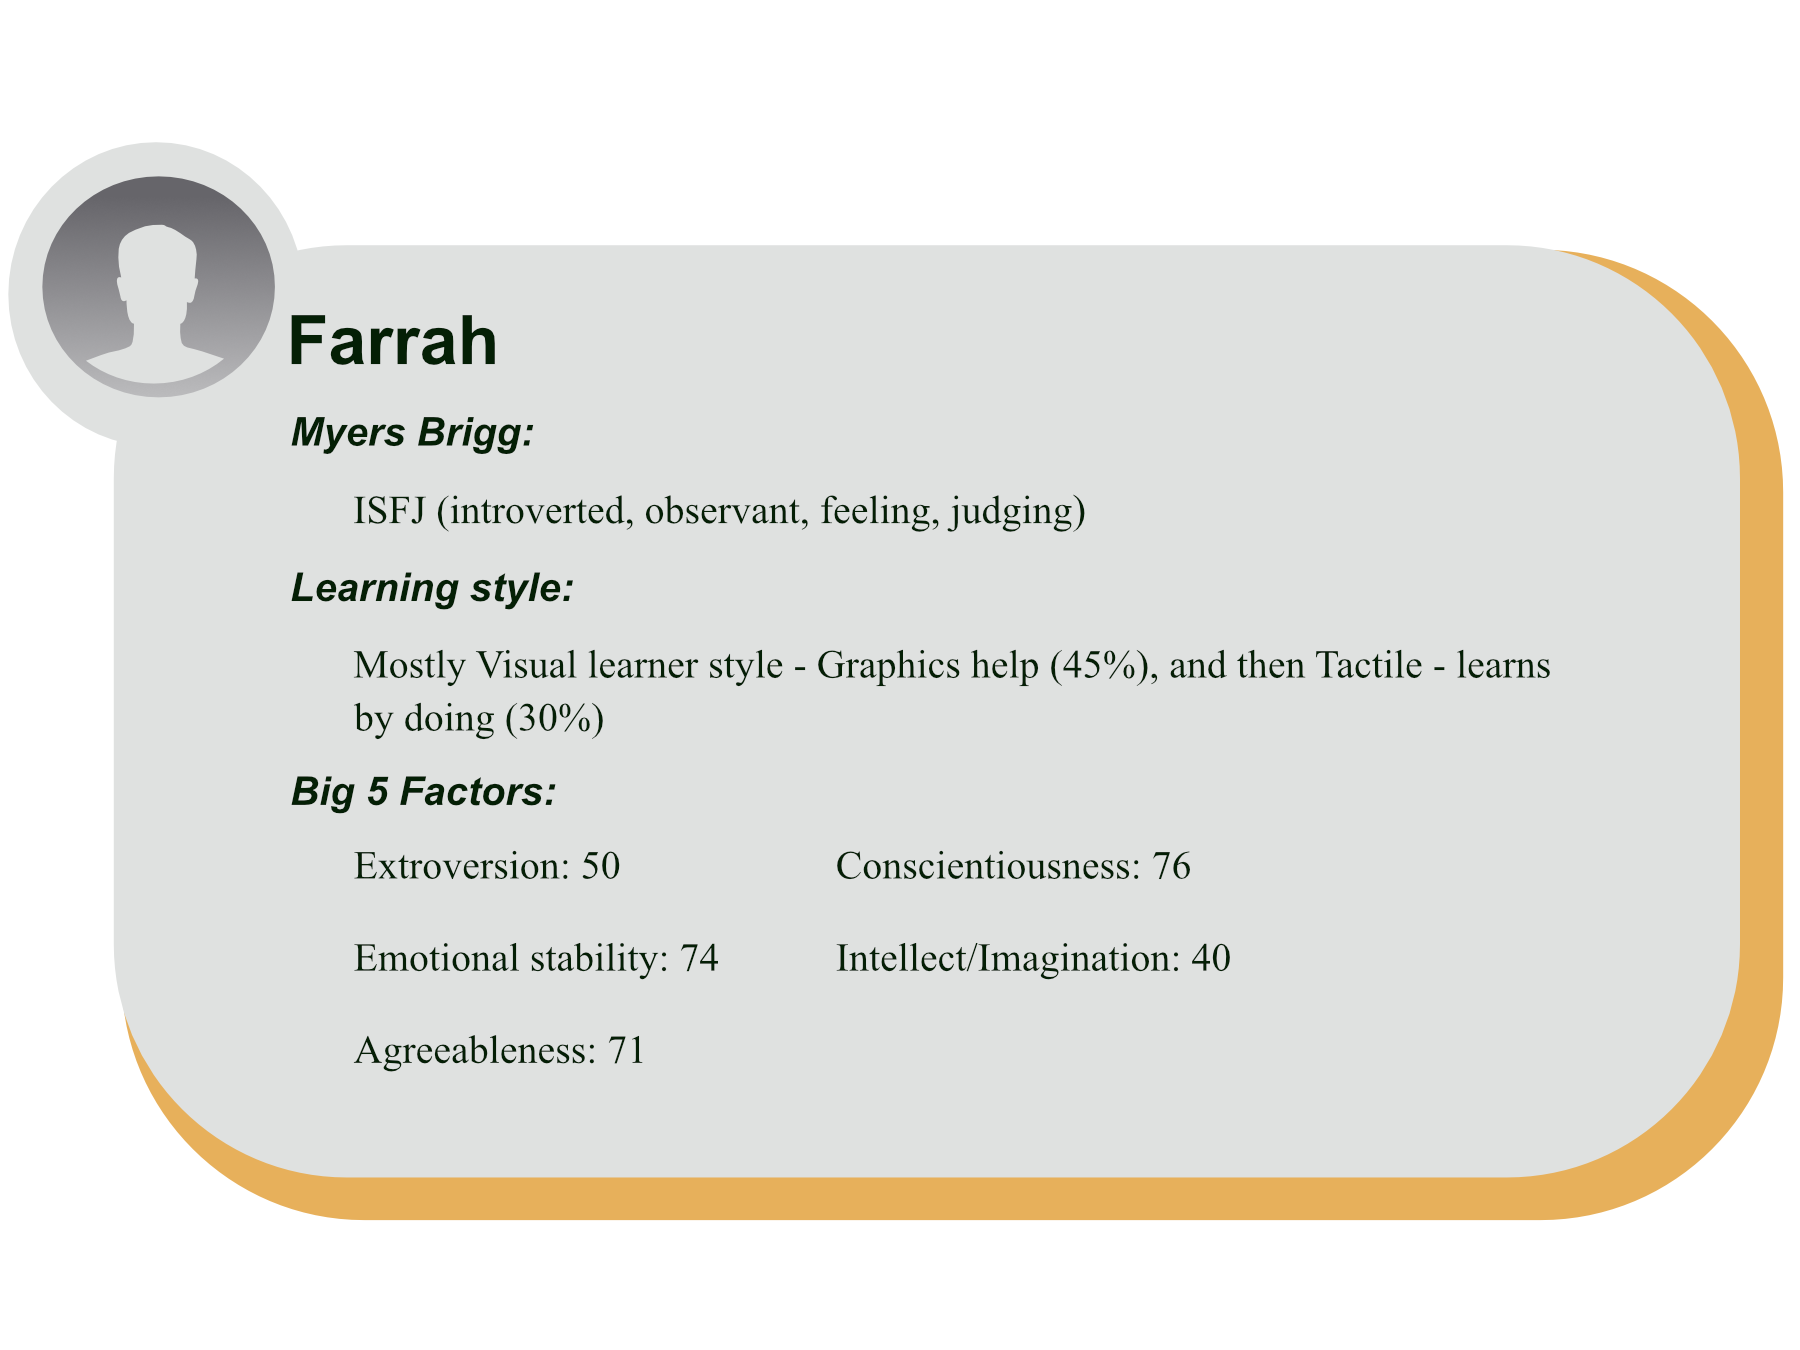 Farrah
Myers Brigg:
ISFJ (introverted, observant, feeling, judging)
Learning style:
Mostly Visual learner style - Graphics help (45%), and then Tactile - learns
by doing (30%)
Big 5 Factors:
Extroversion: 50
Conscientiousness: 76
Emotional stability: 74
Intellect/Imagination: 40
Agreeableness: 71